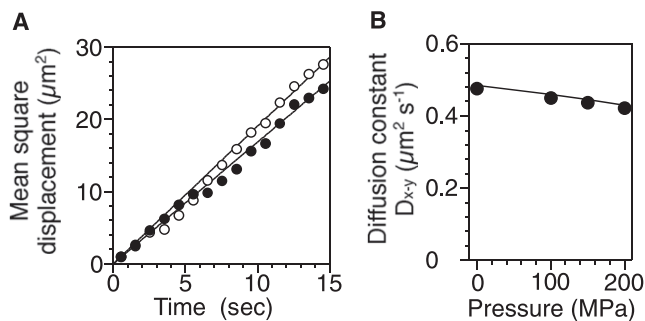 A
Mean square
displacement (µm²)
30
20
10
0
0 5 10 15
Time (sec)
B
Diffusion constant
Dx-y (µm² s-1)
0.6
0.4
0.2
0
0 100 200
Pressure (MPa)